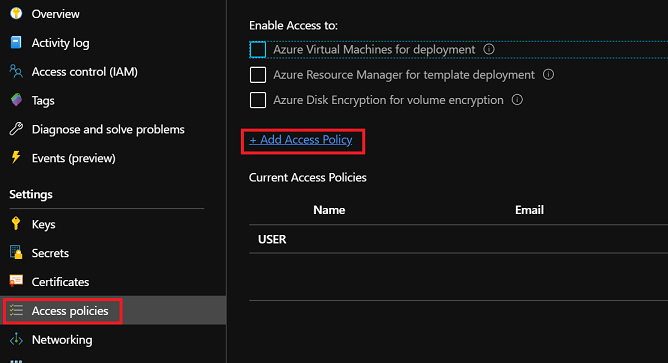 Overview
Activity log
Access control (IAM)
Tags
Diagnose and solve problems
Events (preview)
Settings
Keys
Secrets
Certificates
Access policies
Networking
Enable Access to:
Azure Virtual Machines for deployment
Azure Resource Manager for template deployment
Azure Disk Encryption for volume encryption
+ Add Access Policy
Current Access Policies
Name Email
USER